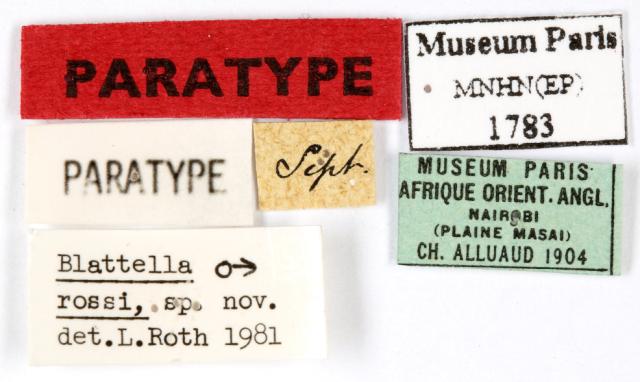 PARATYPE
Museum Paris
MNHN(EP)
1783
PARATYPE
Sept.
MUSEUM PARIS
AFRIQUE ORIENT. ANGL.
NAIROBI
(PLAINE MASAI)
CH. ALLUAUD 1904
Blattella ♂
rossi, sp. nov.
det.L.Roth 1981